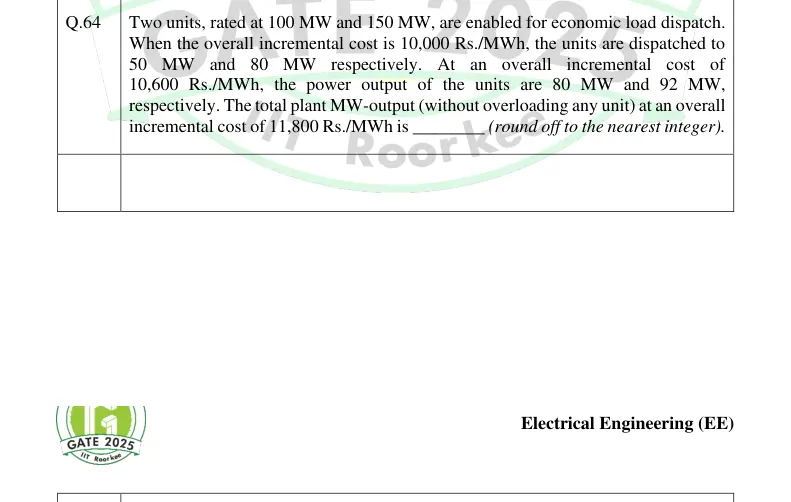 GATE 2025
IIT Roorkee
Q.64
Two units, rated at 100 MW and 150 MW, are enabled for economic load dispatch.
When the overall incremental cost is 10,000 Rs./MWh, the units are dispatched to
50 MW and 80 MW respectively. At an overall incremental cost of
10,600 Rs./MWh, the power output of the units are 80 MW and 92 MW,
respectively. The total plant MW-output (without overloading any unit) at an overall
incremental cost of 11,800 Rs./MWh is ________ (round off to the nearest integer).
Electrical Engineering (EE)
GATE 2025
IIT Roorkee